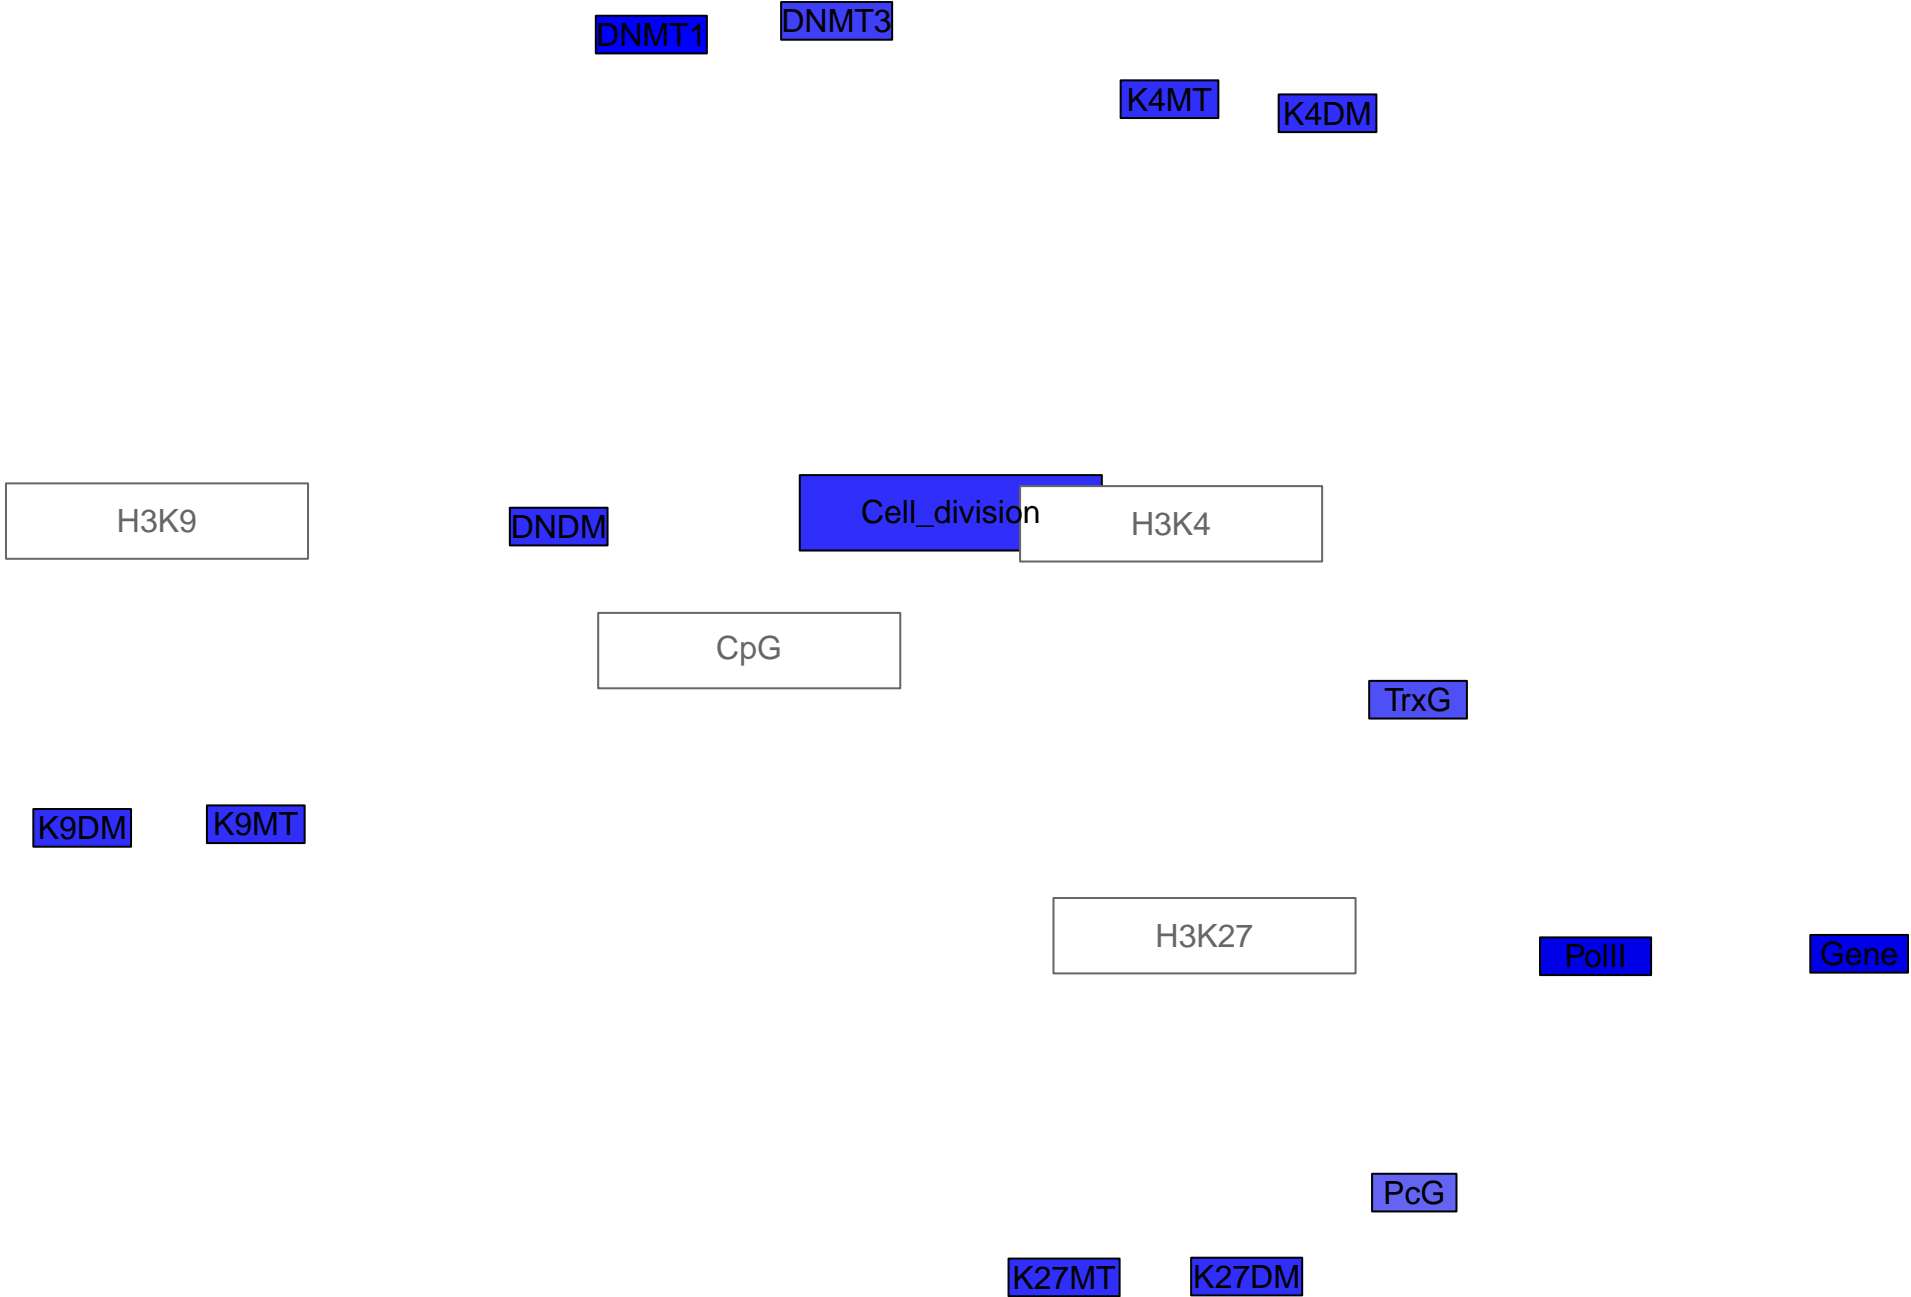 DNMT1
DNMT3
K4MT
K4DM
H3K9
DNDM
Cell_division
H3K4
CpG
TrxG
K9DM
K9MT
H3K27
PolII
Gene
PcG
K27MT
K27DM